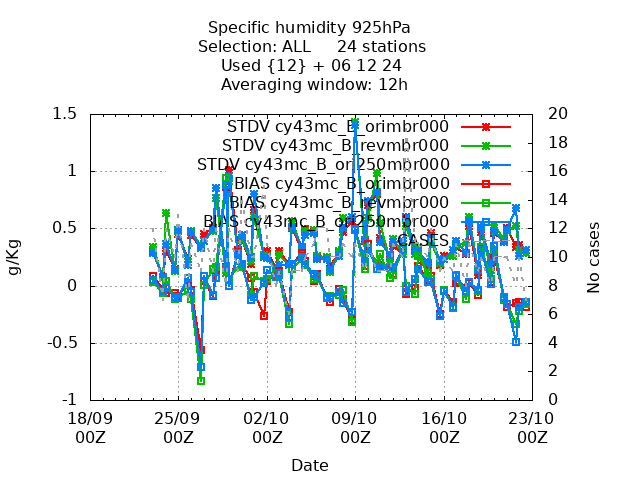 Specific humidity 925hPa
Selection: ALL 24 stations
Used {12} + 06 12 24
Averaging window: 12h
1.5
1
0.5
0
-0.5
-1
g/Kg
STDV cy43mc_B_orimbr000
STDV cy43mc_B_revmbr000
STDV cy43mc_B_ori250mbr000
BIAS cy43mc_B_orimbr000
BIAS cy43mc_B_revmbr000
BIAS cy43mc_B_ori250mbr000
CASES
20
18
16
14
12
10
8
6
4
2
0
No cases
18/09 25/09 02/10 09/10 16/10 23/10
00Z 00Z 00Z 00Z 00Z 00Z
Date